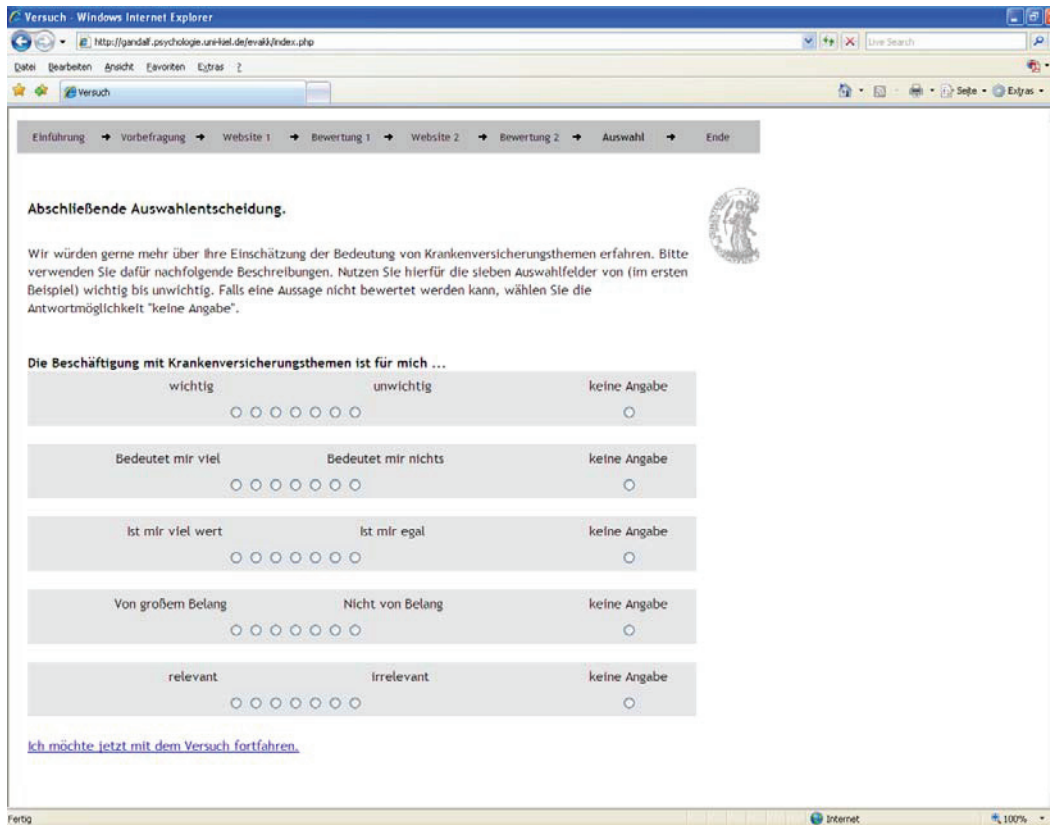 Versuch - Windows Internet Explorer
http://gandalf.psychologie.uni-kiel.de/evakk/index.php
Live Search
Datei Bearbeiten Ansicht Favoriten Extras ?
Versuch
Seite Extras
Einführung → Vorbefragung → Website 1 → Bewertung 1 → Website 2 → Bewertung 2 → Auswahl → Ende
Abschließende Auswahlentscheidung.
Wir würden gerne mehr über Ihre Einschätzung der Bedeutung von Krankenversicherungsthemen erfahren. Bitte
verwenden Sie dafür nachfolgende Beschreibungen. Nutzen Sie hierfür die sieben Auswahlfelder von (im ersten
Beispiel) wichtig bis unwichtig. Falls eine Aussage nicht bewertet werden kann, wählen Sie die
Antwortmöglichkeit "keine Angabe".
Die Beschäftigung mit Krankenversicherungsthemen ist für mich ...
wichtig unwichtig keine Angabe
Bedeutet mir viel Bedeutet mir nichts keine Angabe
Ist mir viel wert Ist mir egal keine Angabe
Von großem Belang Nicht von Belang keine Angabe
relevant irrelevant keine Angabe
Ich möchte jetzt mit dem Versuch fortfahren.
Fertig Internet 100%